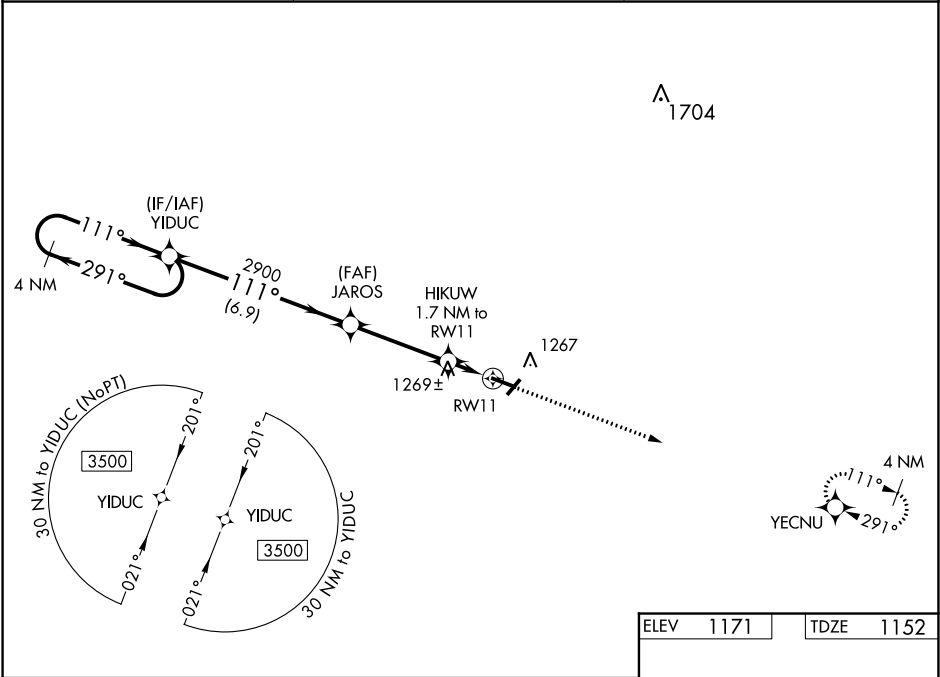 1704
(IF/IAF)
YIDUC
111°
291°
4 NM
2900
111°
(6.9)
(FAF)
JAROS
HIKUW
1.7 NM to
RW11
1269±
1267
RW11
30 NM to YIDUC (NoPT)
201°
3500
YIDUC
021°
201°
YIDUC
3500
021°
30 NM to YIDUC
4 NM
111°
291°
YECNU
ELEV 1171
TDZE 1152